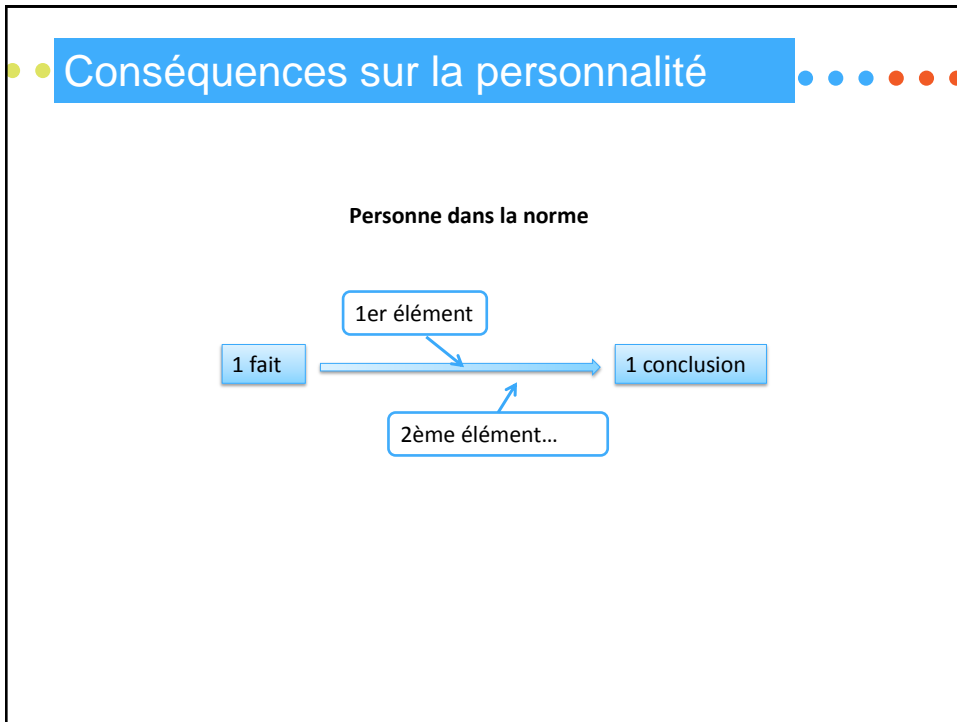 Conséquences sur la personnalité
Personne dans la norme
1er élément
1 fait
1 conclusion
2ème élément…